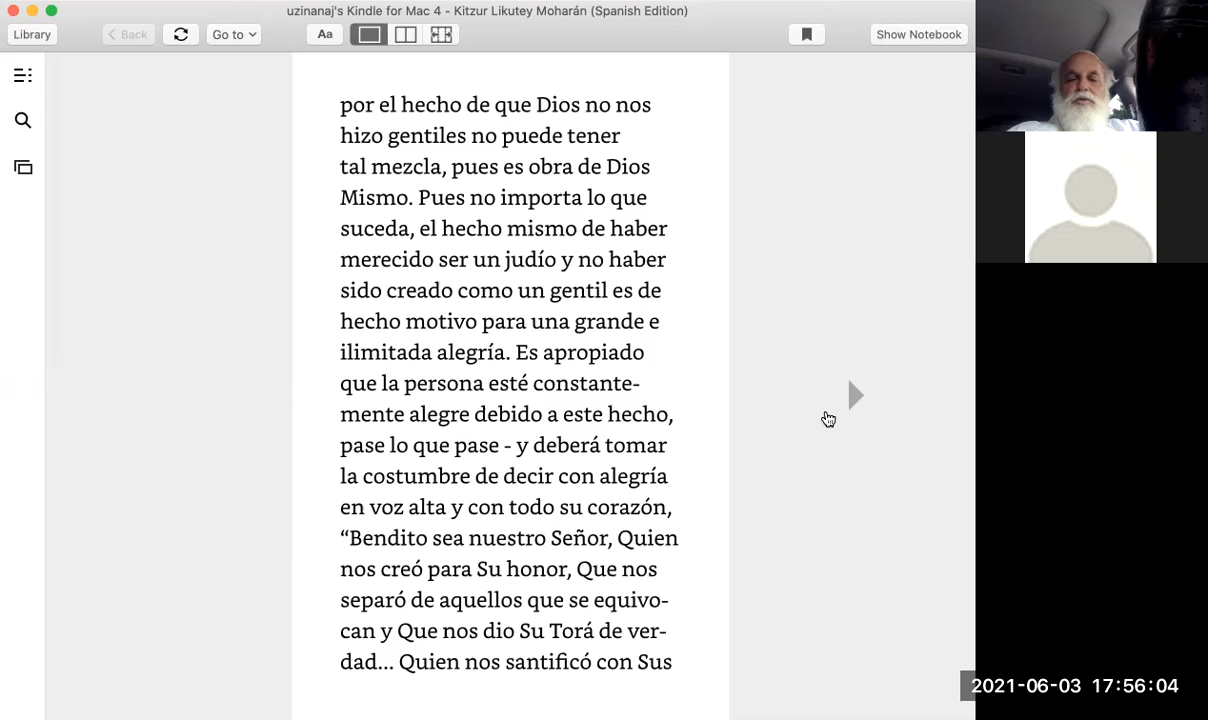 uzinanaj's Kindle for Mac 4 - Kitzur Likutey Moharán (Spanish Edition)
Library
Back
Go to
Aa
Show Notebook
por el hecho de que Dios no nos
hizo gentiles no puede tener
tal mezcla, pues es obra de Dios
Mismo. Pues no importa lo que
suceda, el hecho mismo de haber
merecido ser un judío y no haber
sido creado como un gentil es de
hecho motivo para una grande e
ilimitada alegría. Es apropiado
que la persona esté constante-
mente alegre debido a este hecho,
pase lo que pase - y deberá tomar
la costumbre de decir con alegría
en voz alta y con todo su corazón,
“Bendito sea nuestro Señor, Quien
nos creó para Su honor, Que nos
separó de aquellos que se equivo-
can y Que nos dio Su Torá de ver-
dad... Quien nos santificó con Sus
2021-06-03 17:56:04